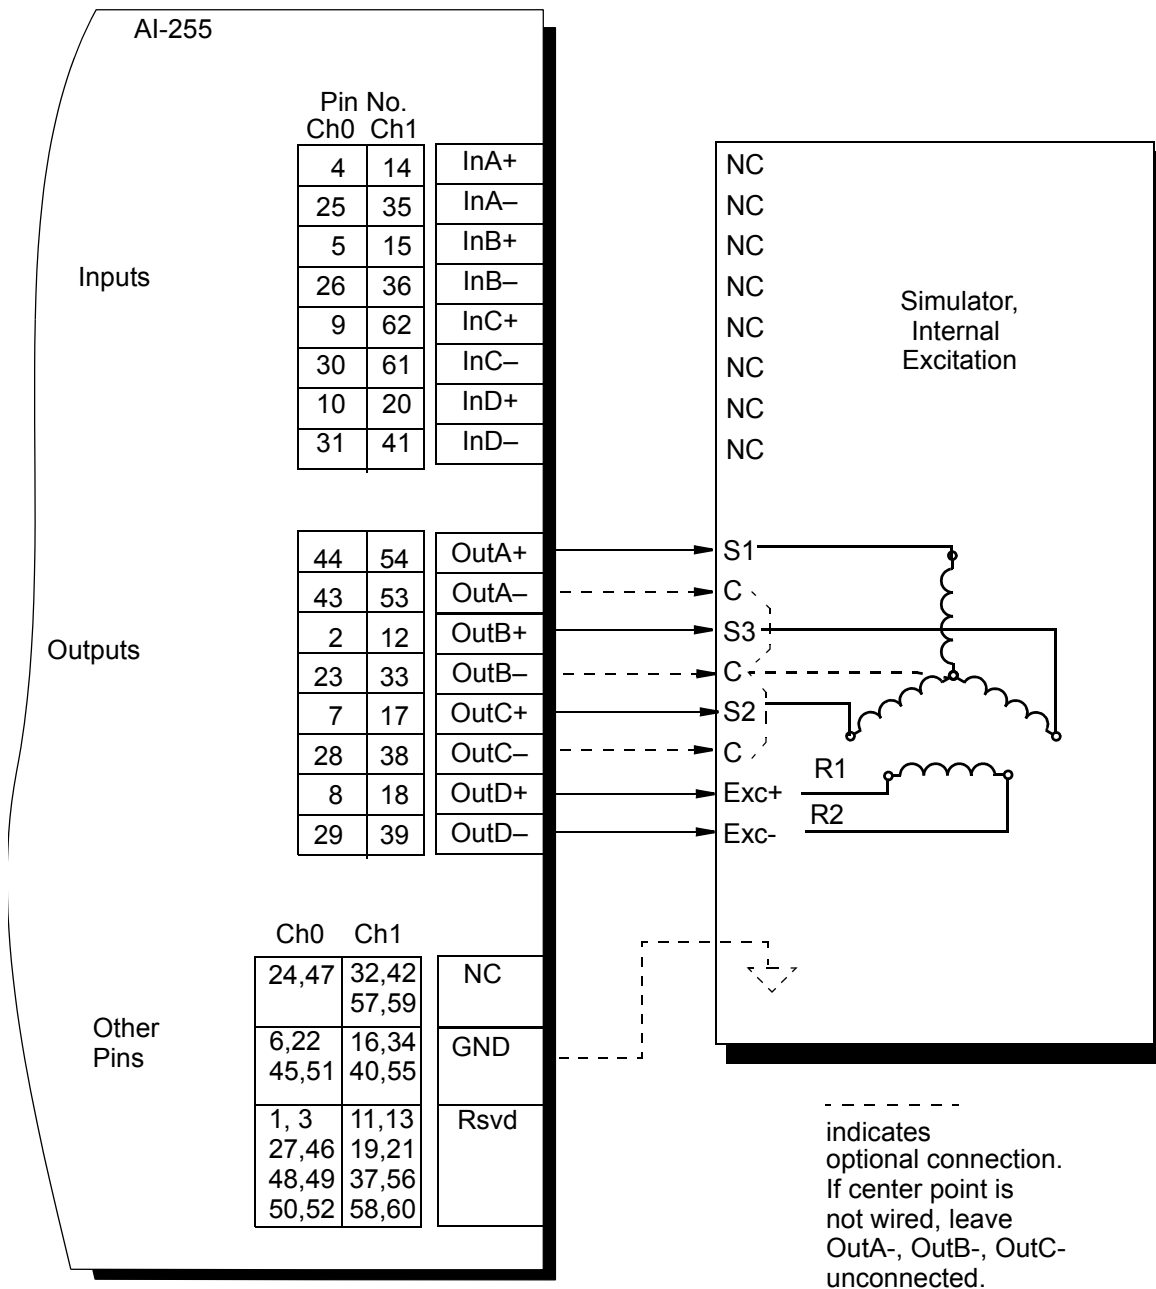 AI-255
Pin No.
Ch0 Ch1
Inputs
4 14 InA+
25 35 InA–
5 15 InB+
26 36 InB–
9 62 InC+
30 61 InC–
10 20 InD+
31 41 InD–
NC
NC
NC
NC
NC
NC
NC
NC
Simulator,
Internal
Excitation
Outputs
44 54 OutA+ S1
43 53 OutA– C
2 12 OutB+ S3
23 33 OutB– C
7 17 OutC+ S2
28 38 OutC– C
8 18 OutD+ Exc+ R1
29 39 OutD– Exc- R2
Ch0 Ch1
Other
Pins
24,47 32,42 NC
57,59
6,22 16,34 GND
45,51 40,55
1, 3 11,13 Rsvd
27,46 19,21
48,49 37,56
50,52 58,60
indicates
optional connection.
If center point is
not wired, leave
OutA-, OutB-, OutC-
unconnected.